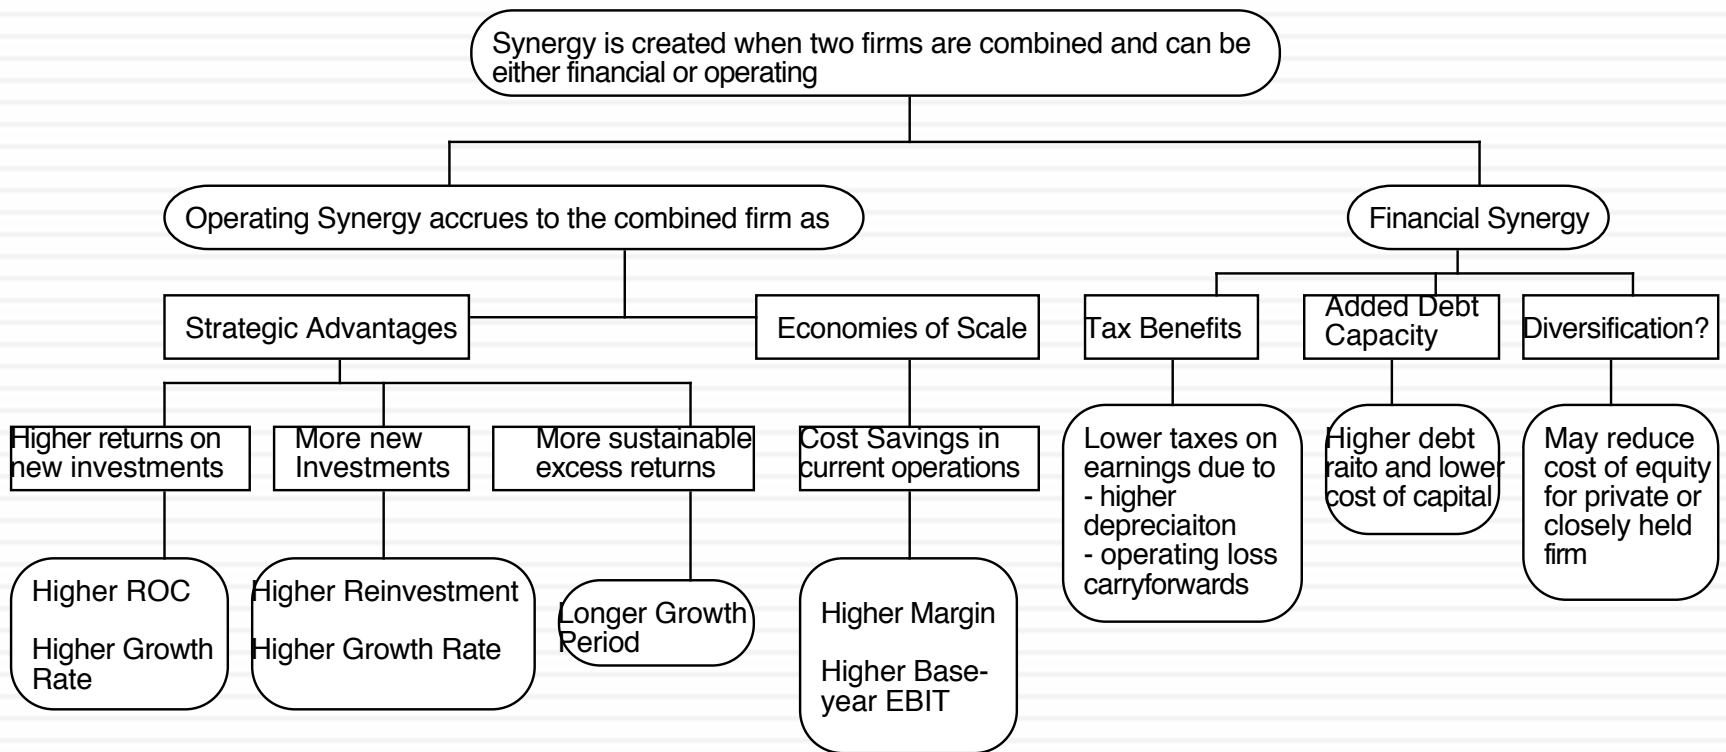 Synergy is created when two firms are combined and can be
either financial or operating
Operating Synergy accrues to the combined firm as
Financial Synergy
Strategic Advantages
Economies of Scale
Tax Benefits
Added Debt
Capacity
Diversification?
Higher returns on
new investments
More new
Investments
More sustainable
excess returns
Cost Savings in
current operations
Lower taxes on
earnings due to
- higher
depreciaiton
- operating loss
carryforwards
Higher debt
raito and lower
cost of capital
May reduce
cost of equity
for private or
closely held
firm
Higher ROC
Higher Growth
Rate
Higher Reinvestment
Higher Growth Rate
Longer Growth
Period
Higher Margin
Higher Base-
year EBIT